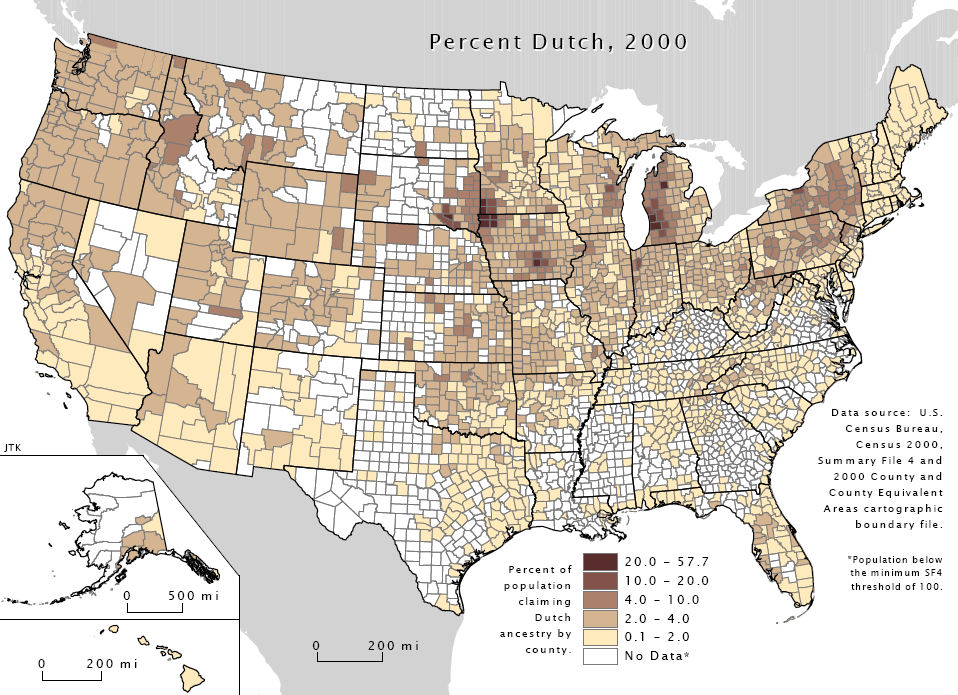 Percent Dutch, 2000
Data source: U.S.
Census Bureau,
Census 2000,
Summary File 4 and
2000 County and
County Equivalent
Areas cartographic
boundary file.
*Population below
the minimum SF4
threshold of 100.
JTK
0 500 mi
0 200 mi
0 200 mi
Percent of
population
claiming
Dutch
ancestry by
county.
20.0 - 57.7
10.0 - 20.0
4.0 - 10.0
2.0 - 4.0
0.1 - 2.0
No Data*